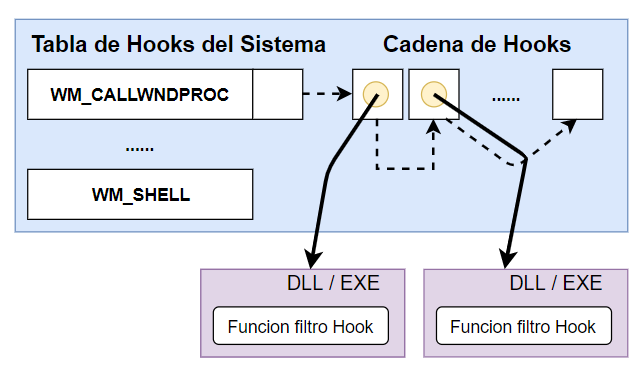 Tabla de Hooks del Sistema
Cadena de Hooks
WM_CALLWNDPROC
......
......
WM_SHELL
DLL / EXE
DLL / EXE
Funcion filtro Hook
Funcion filtro Hook